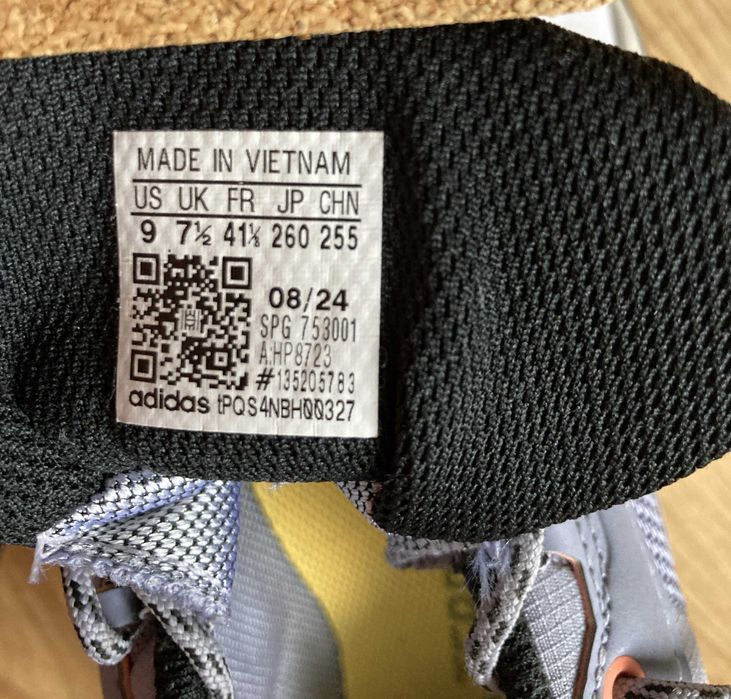 MADE IN VIETNAM
US UK FR JP CHN
9 7½ 41⅓ 260 255
08/24
SPG 753001
A:HP8723
#135205783
adidas tPQS4NBH00327